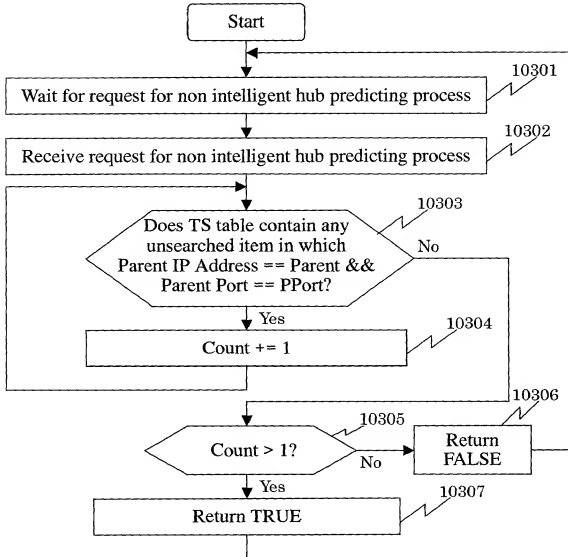 Start
10301
Wait for request for non intelligent hub predicting process
10302
Receive request for non intelligent hub predicting process
10303
Does TS table contain any
unsearched item in which
Parent IP Address == Parent &&
Parent Port == PPort?
No
Yes
10304
Count += 1
10306
10305
Count > 1?
No
Return
FALSE
Yes
10307
Return TRUE